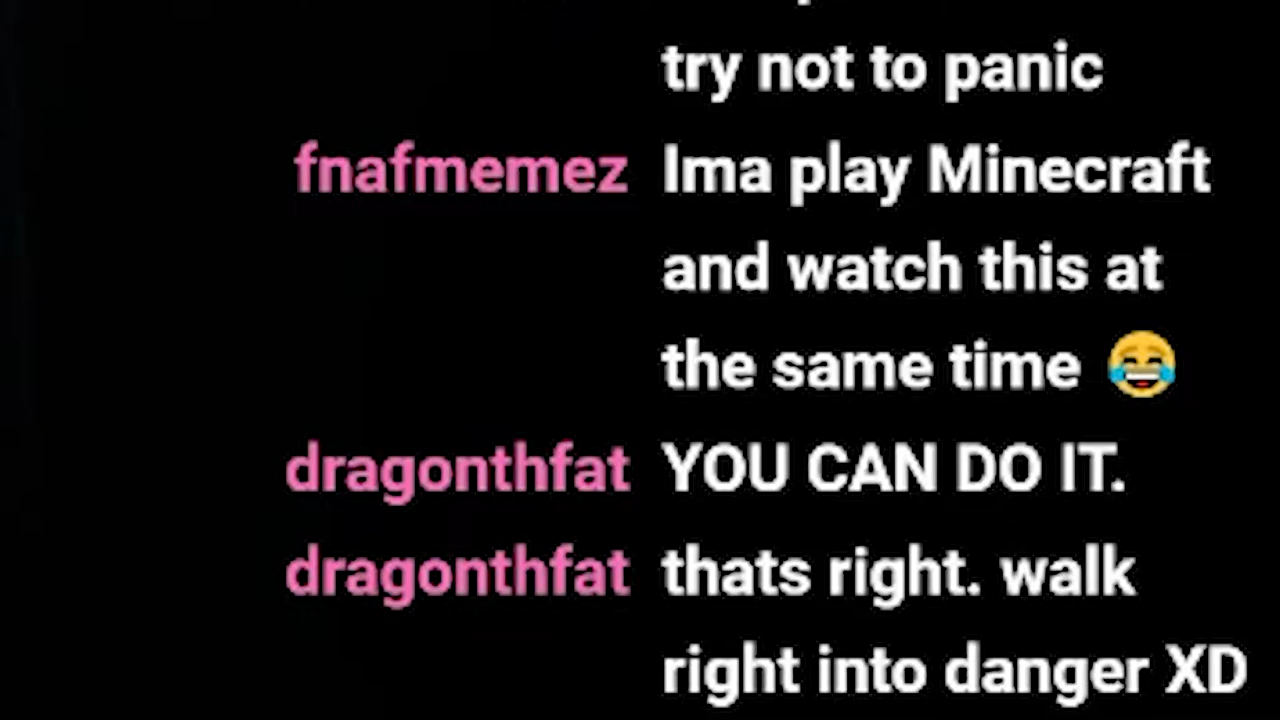 try not to panic
fnafmemez Ima play Minecraft
and watch this at
the same time 😂
dragonthfat YOU CAN DO IT.
dragonthfat thats right. walk
right into danger XD